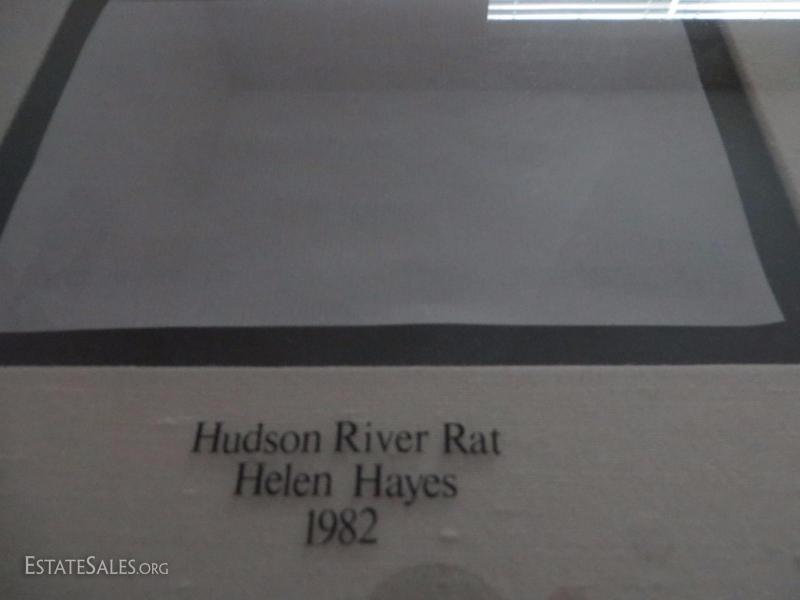 Hudson River Rat
Helen Hayes
1982
ESTATESALES.ORG